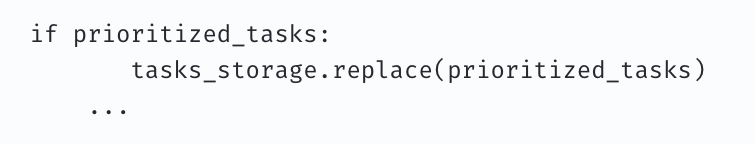 if prioritized_tasks:
        tasks_storage.replace(prioritized_tasks)
    ...